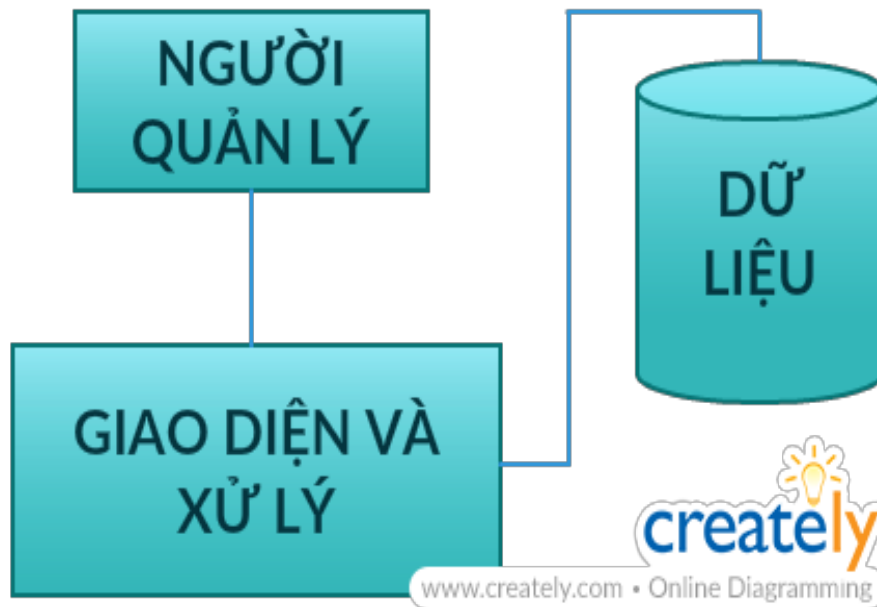 NGƯỜI
QUẢN LÝ
DỮ
LIỆU
GIAO DIỆN VÀ
XỬ LÝ
creately
www.creately.com • Online Diagramming